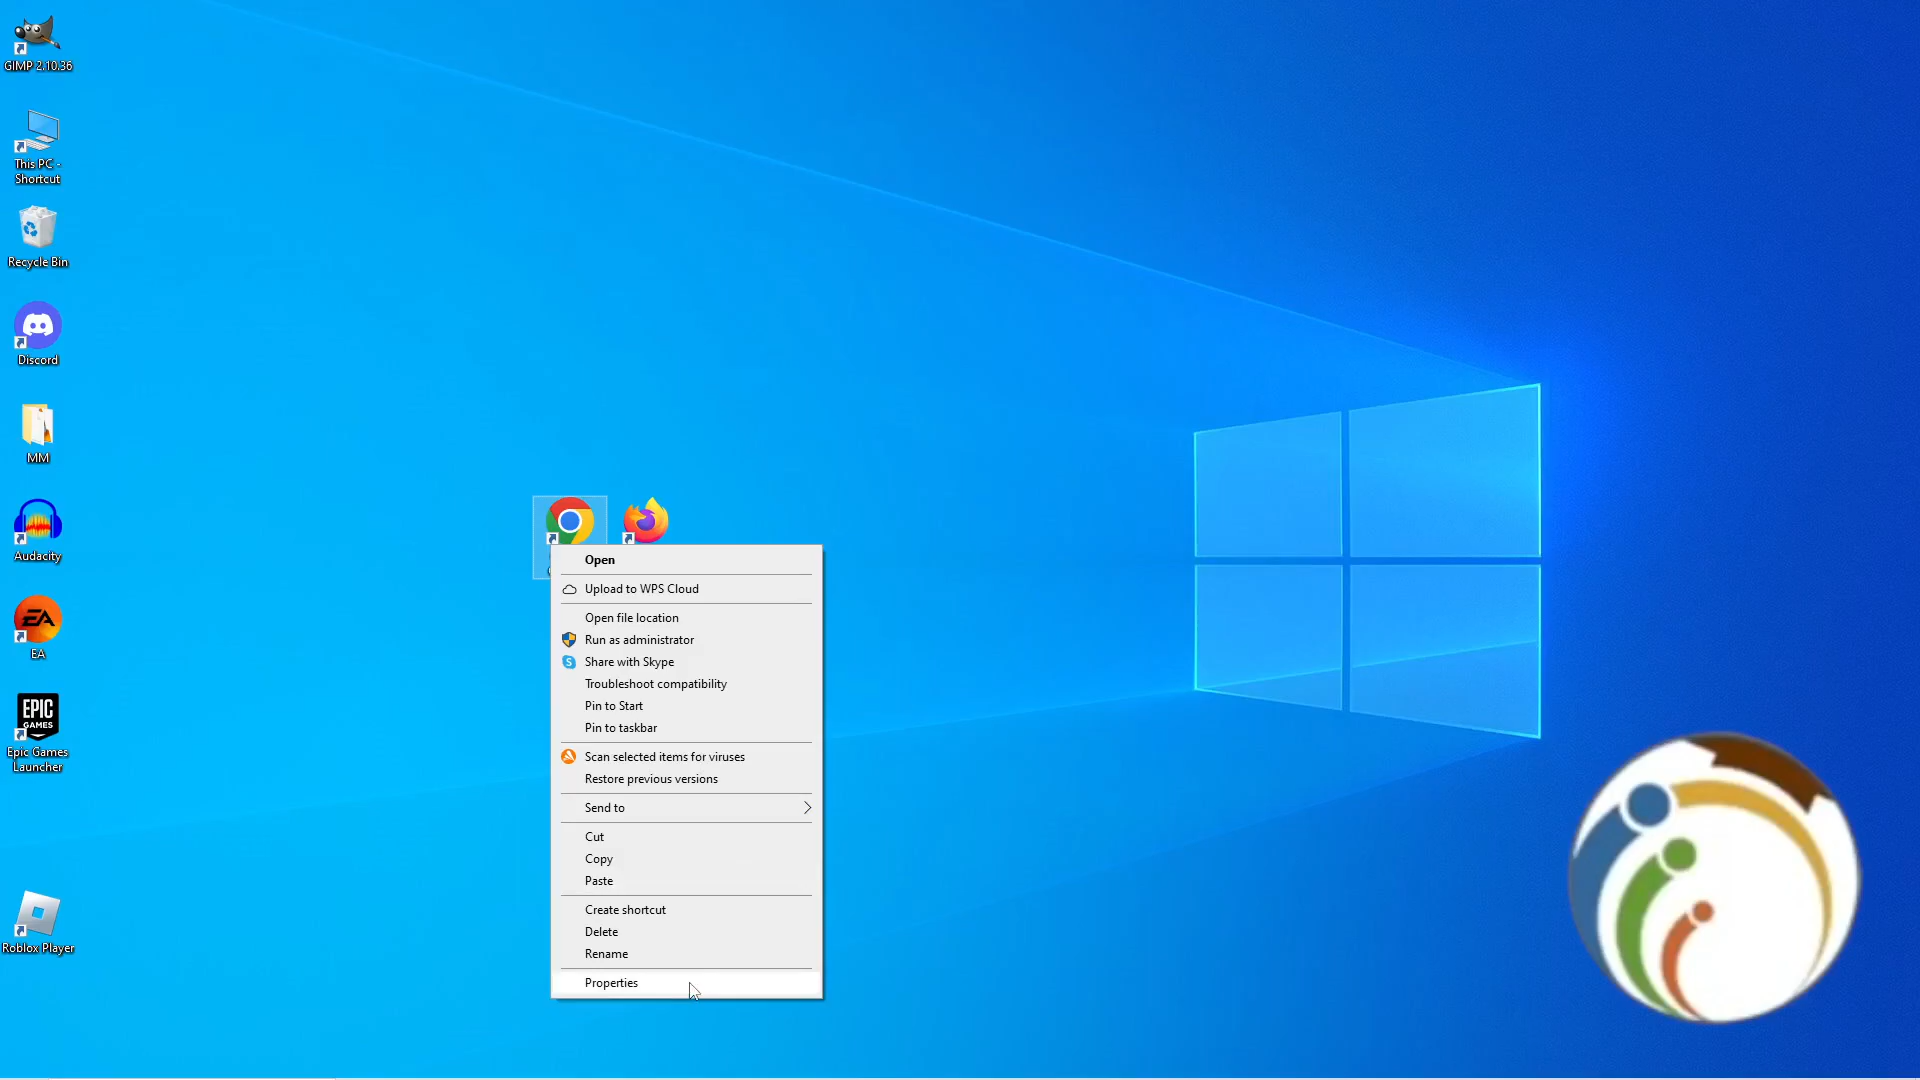 GIMP 2.10.36
This PC -
Shortcut
Recycle Bin
Discord
MM
Audacity
EA
EA
EPIC
GAMES
Epic Games
Launcher
Roblox Player
Open
Upload to WPS Cloud
Open file location
Run as administrator
S
Share with Skype
Troubleshoot compatibility
Pin to Start
Pin to taskbar
Scan selected items for viruses
Restore previous versions
Send to
Cut
Copy
Paste
Create shortcut
Delete
Rename
Properties